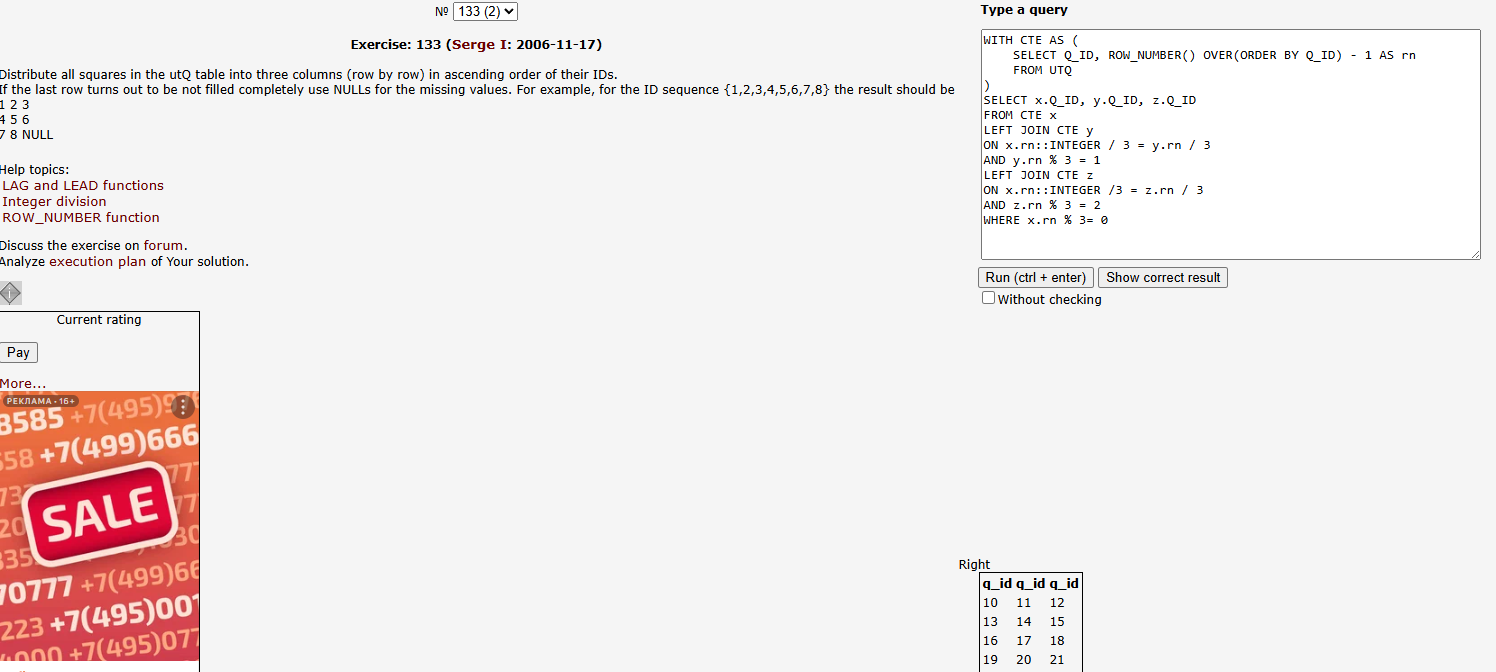 № 133 (2)
Exercise: 133 (Serge I: 2006-11-17)
Distribute all squares in the utQ table into three columns (row by row) in ascending order of their IDs.
If the last row turns out to be not filled completely use NULLs for the missing values. For example, for the ID sequence {1,2,3,4,5,6,7,8} the result should be
1 2 3
4 5 6
7 8 NULL
Help topics:
LAG and LEAD functions
Integer division
ROW_NUMBER function
Discuss the exercise on forum.
Analyze execution plan of Your solution.
Current rating
Pay
More...
РЕКЛАМА • 16+
8585 +7(495)9
+7(499)666
SALE
70777 +7(499)66
223 +7(495)00
+7(495)077
Type a query
WITH CTE AS (
    SELECT Q_ID, ROW_NUMBER() OVER(ORDER BY Q_ID) - 1 AS rn
    FROM UTQ
)
SELECT x.Q_ID, y.Q_ID, z.Q_ID
FROM CTE x
LEFT JOIN CTE y
ON x.rn::INTEGER / 3 = y.rn / 3
AND y.rn % 3 = 1
LEFT JOIN CTE z
ON x.rn::INTEGER /3 = z.rn / 3
AND z.rn % 3 = 2
WHERE x.rn % 3= 0
Run (ctrl + enter) Show correct result
Without checking
Right
q_id q_id q_id
10 11 12
13 14 15
16 17 18
19 20 21